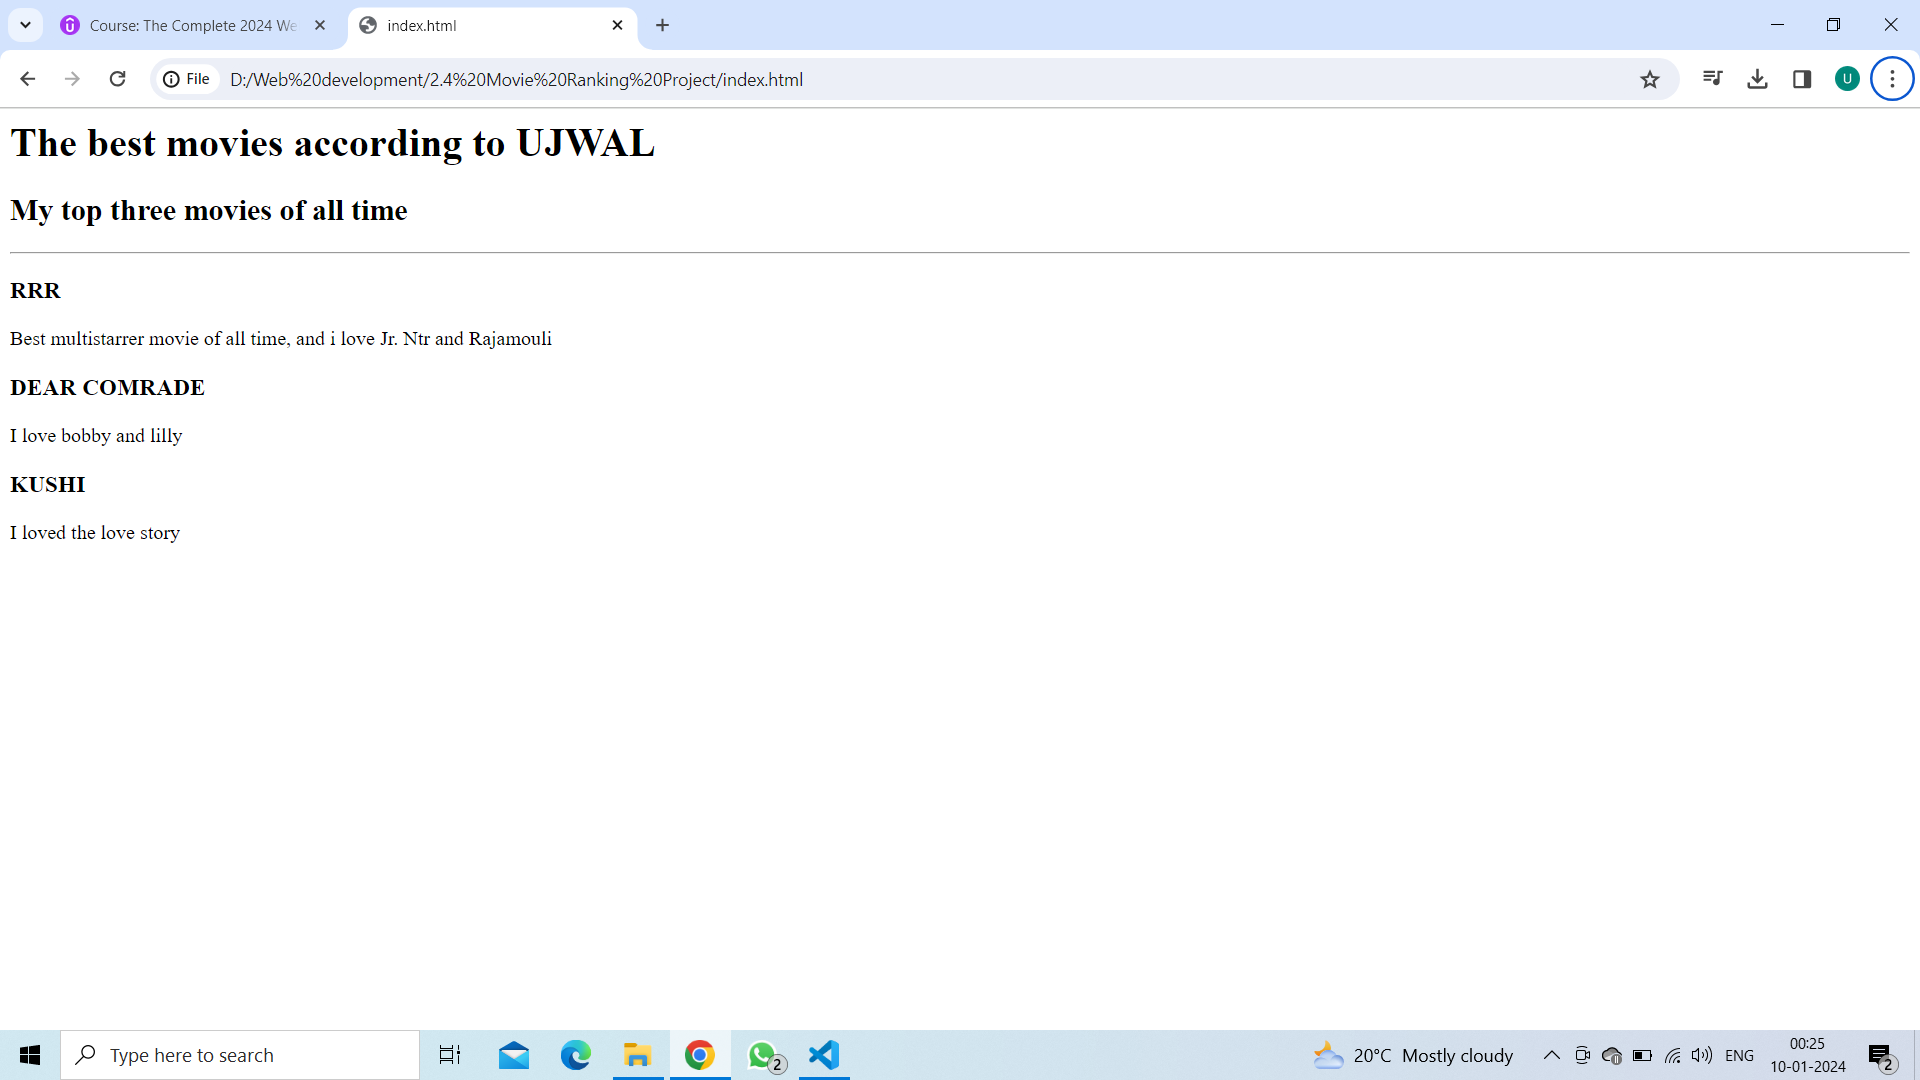 Course: The Complete 2024 We
index.html
File
D:/Web%20development/2.4%20Movie%20Ranking%20Project/index.html
U
The best movies according to UJWAL
My top three movies of all time
RRR
Best multistarrer movie of all time, and i love Jr. Ntr and Rajamouli
DEAR COMRADE
I love bobby and lilly
KUSHI
I loved the love story
Type here to search
2
20°C Mostly cloudy
ENG
00:25
10-01-2024
2